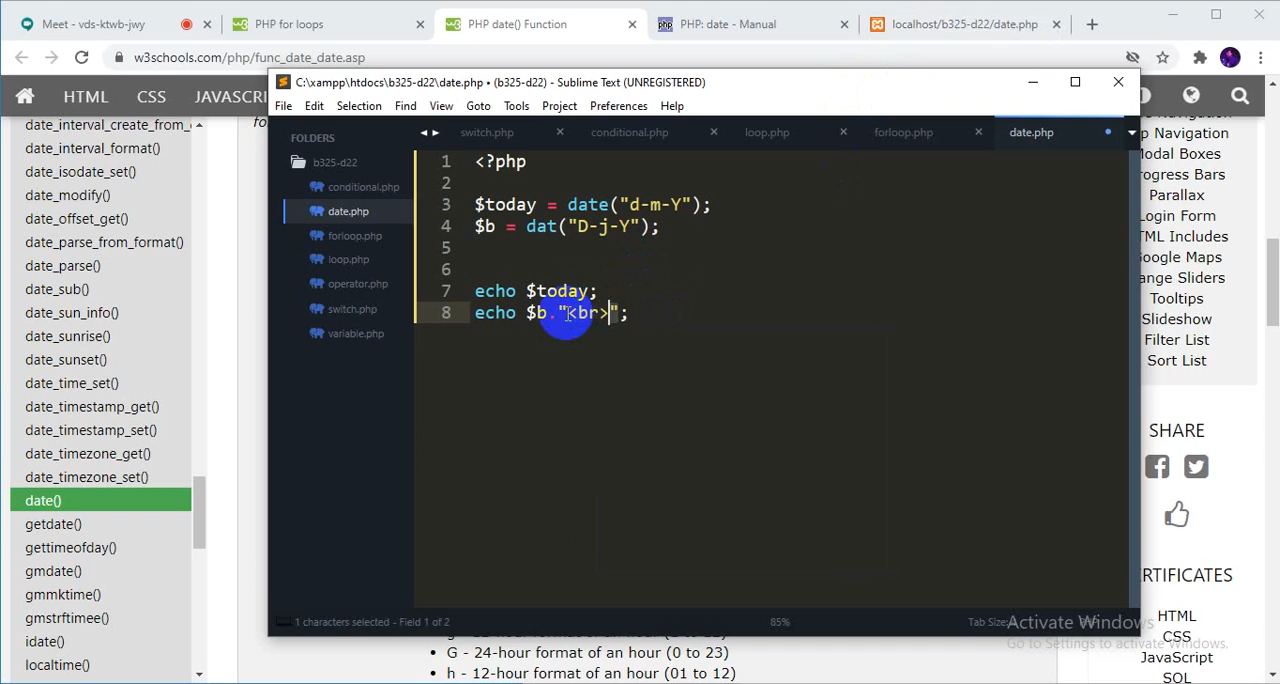 Meet - vds-ktwb-jwy
PHP for loops
PHP date() Function
PHP: date - Manual
localhost/b325-d22/date.php
w3schools.com/php/func_date_date.asp
HTML
CSS
JAVASCRI
C:\xampp\htdocs\b325-d22\date.php • (b325-d22) - Sublime Text (UNREGISTERED)
File Edit Selection Find View Goto Tools Project Preferences Help
FOLDERS
b325-d22
conditional.php
date.php
forloop.php
loop.php
operator.php
switch.php
variable.php
switch.php
conditional.php
loop.php
forloop.php
date.php
1 <?php
2
3 $today = date("d-m-Y");
4 $b = dat("D-j-Y");
5
6
7 echo $today;
8 echo $b."<br>";
1 characters selected - Field 1 of 2
85%
Tab Size:
date_interval_create_from_
date_interval_format()
date_isodate_set()
date_modify()
date_offset_get()
date_parse_from_format()
date_parse()
date_sub()
date_sun_info()
date_sunrise()
date_sunset()
date_time_set()
date_timestamp_get()
date_timestamp_set()
date_timezone_get()
date_timezone_set()
date()
getdate()
gettimeofday()
gmdate()
gmmktime()
gmstrftimee()
idate()
localtime()
• G - 24-hour format of an hour (0 to 23)
• h - 12-hour format of an hour (01 to 12)
p Navigation
Modal Boxes
rogress Bars
Parallax
ogin Form
TML Includes
Google Maps
ange Sliders
Tooltips
Slideshow
Filter List
Sort List
SHARE
ERTIFICATES
HTML
CSS
JavaScript
SQL
Activate Windows
Go to Settings to activate Windows.